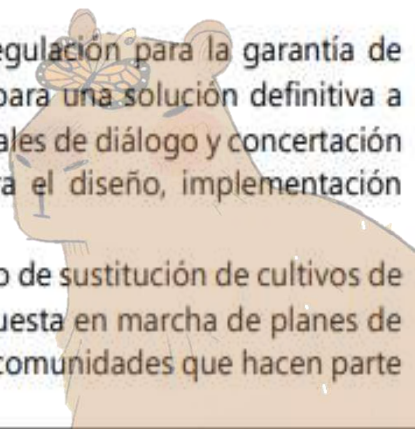 egulación para la garantía de
para una solución definitiva a
ales de diálogo y concertación
a el diseño, implementación
o de sustitución de cultivos de
uesta en marcha de planes de
comunidades que hacen parte